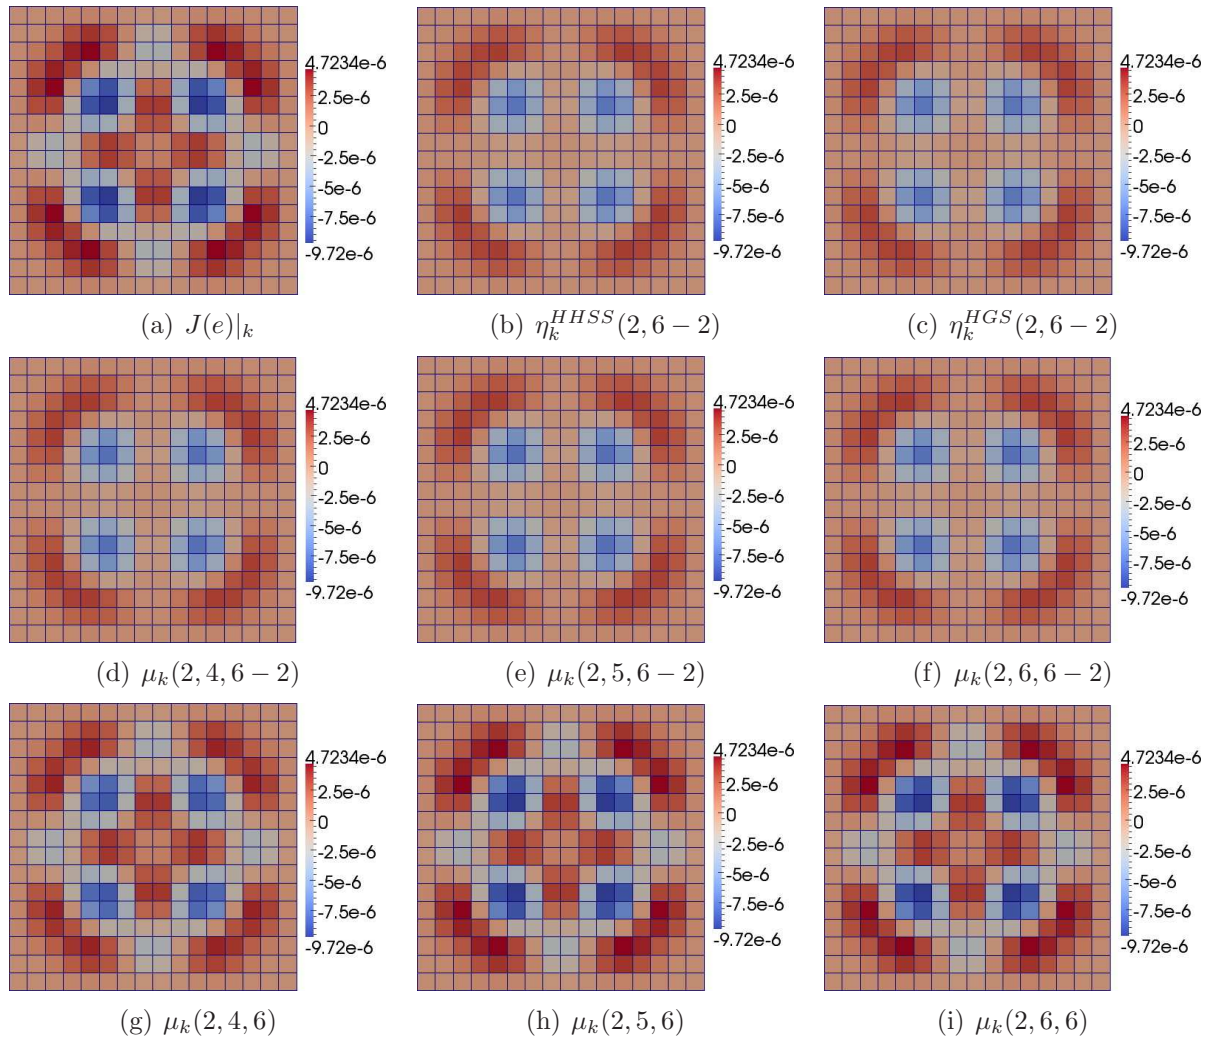 4.7234e-6
2.5e-6
0
-2.5e-6
-5e-6
-7.5e-6
-9.72e-6
(a) J(e)|_k
4.7234e-6
2.5e-6
0
-2.5e-6
-5e-6
-7.5e-6
-9.72e-6
(b) η_k^{HHSS}(2, 6 − 2)
4.7234e-6
2.5e-6
0
-2.5e-6
-5e-6
-7.5e-6
-9.72e-6
(c) η_k^{HGS}(2, 6 − 2)
4.7234e-6
2.5e-6
0
-2.5e-6
-5e-6
-7.5e-6
-9.72e-6
(d) μ_k(2, 4, 6 − 2)
4.7234e-6
2.5e-6
0
-2.5e-6
-5e-6
-7.5e-6
-9.72e-6
(e) μ_k(2, 5, 6 − 2)
4.7234e-6
2.5e-6
0
-2.5e-6
-5e-6
-7.5e-6
-9.72e-6
(f) μ_k(2, 6, 6 − 2)
4.7234e-6
2.5e-6
0
-2.5e-6
-5e-6
-7.5e-6
-9.72e-6
(g) μ_k(2, 4, 6)
4.7234e-6
2.5e-6
0
-2.5e-6
-5e-6
-7.5e-6
-9.72e-6
(h) μ_k(2, 5, 6)
4.7234e-6
2.5e-6
0
-2.5e-6
-5e-6
-7.5e-6
-9.72e-6
(i) μ_k(2, 6, 6)